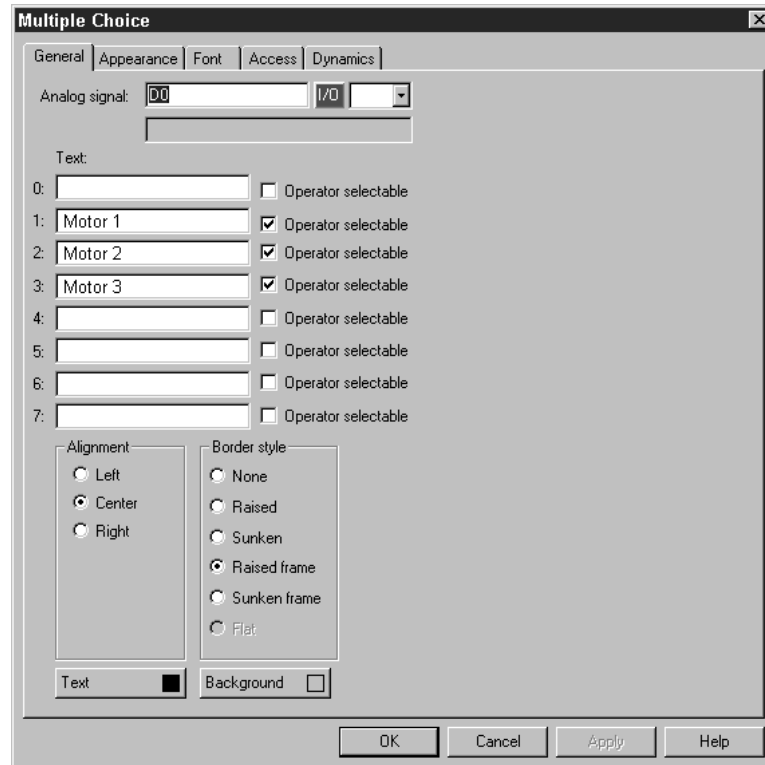 Multiple Choice
General Appearance Font Access Dynamics
Analog signal: D0 I/O
Text:
0: Operator selectable
1: Motor 1 Operator selectable
2: Motor 2 Operator selectable
3: Motor 3 Operator selectable
4: Operator selectable
5: Operator selectable
6: Operator selectable
7: Operator selectable
Alignment Border style
Left None
Center Raised
Right Sunken
Raised frame
Sunken frame
Flat
Text Background
OK Cancel Apply Help